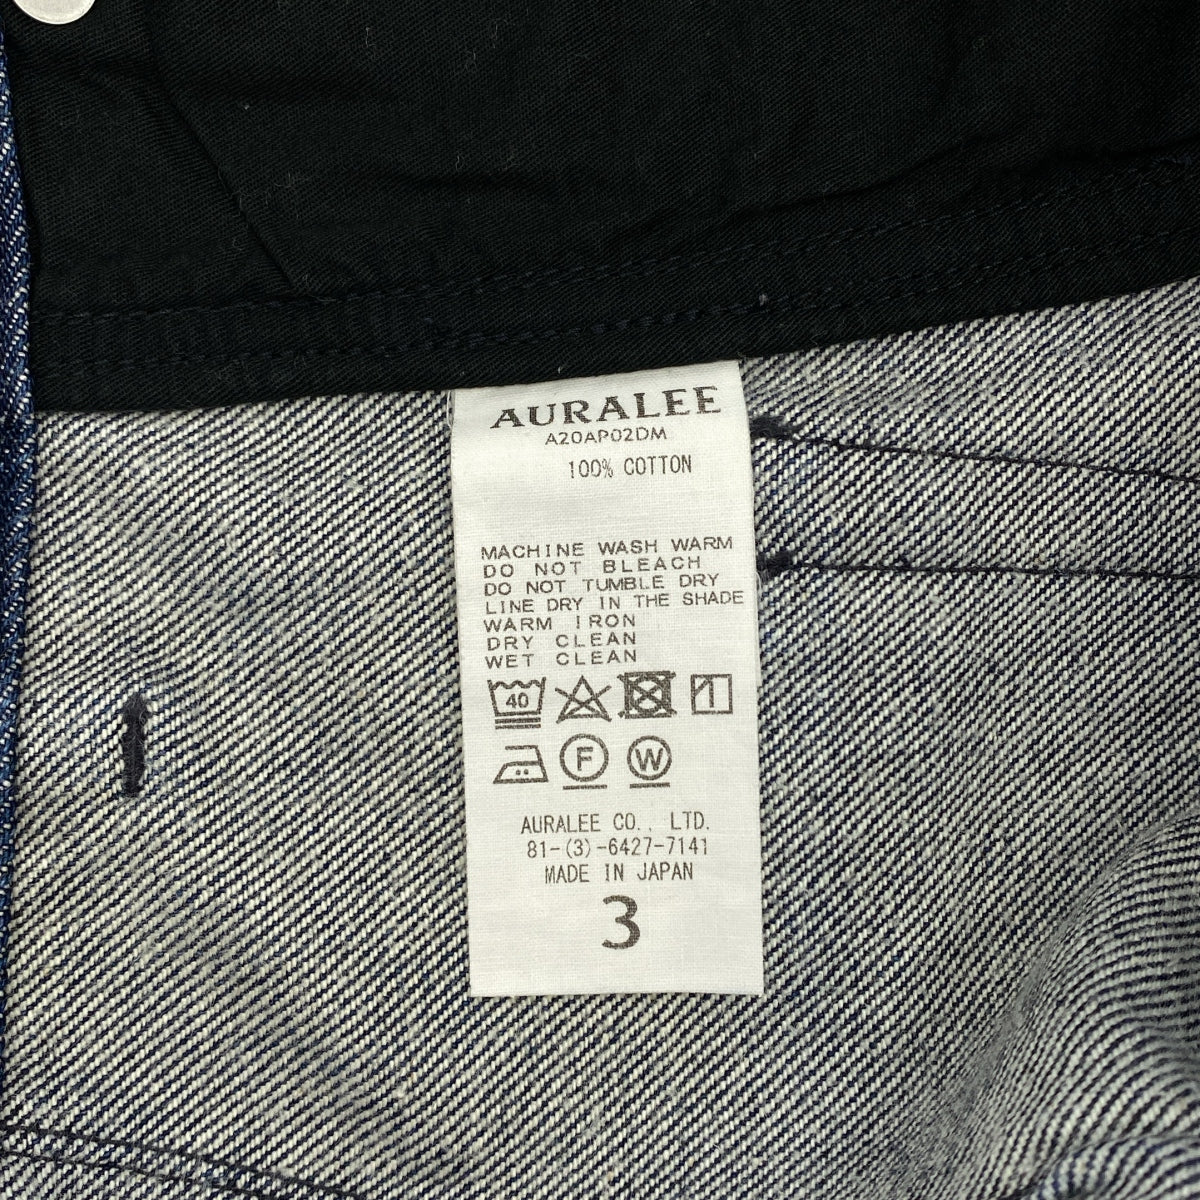 AURALEE
A20AP02DM
100% COTTON
MACHINE WASH WARM
DO NOT BLEACH
DO NOT TUMBLE DRY
LINE DRY IN THE SHADE
WARM IRON
DRY CLEAN
WET CLEAN
40
F W
AURALEE CO., LTD.
81-(3)-6427-7141
MADE IN JAPAN
3